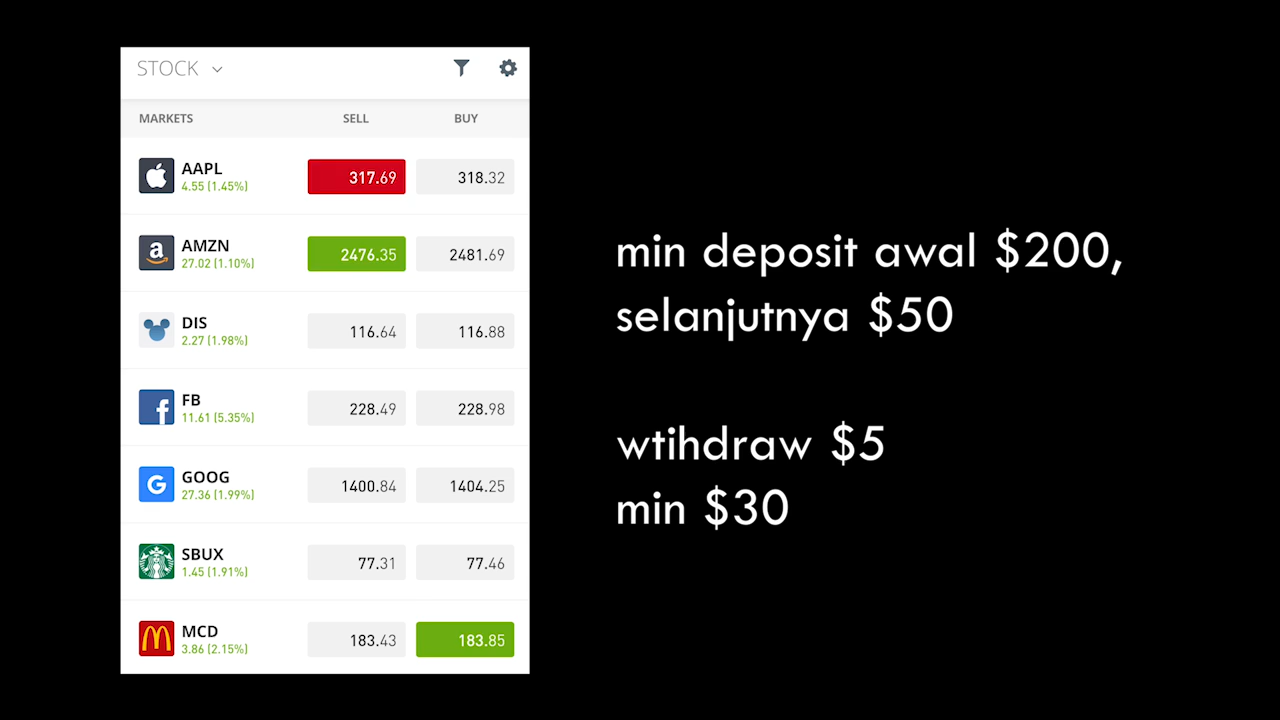 STOCK
MARKETS SELL BUY
AAPL
4.55 (1.45%)
317.69 318.32
AMZN
27.02 (1.10%)
2476.35 2481.69
DIS
2.27 (1.98%)
116.64 116.88
FB
11.61 (5.35%)
228.49 228.98
GOOG
27.36 (1.99%)
1400.84 1404.25
SBUX
1.45 (1.91%)
77.31 77.46
MCD
3.86 (2.15%)
183.43 183.85
min deposit awal $200,
selanjutnya $50
wtihdraw $5
min $30